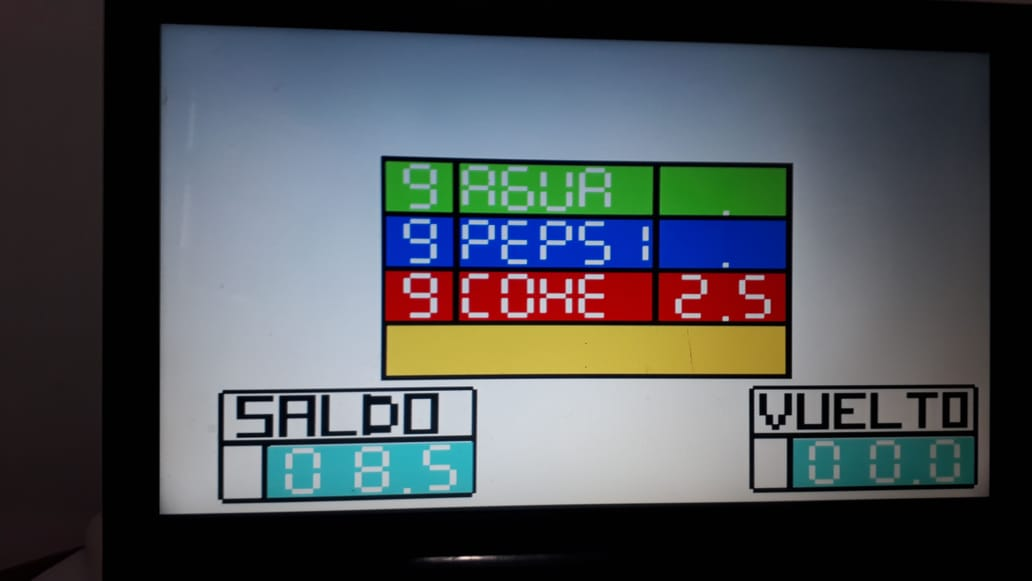 9 AGUA .
9 PEPSI .
9 COKE 2.5
SALDO
08.5
VUELTO
00.0